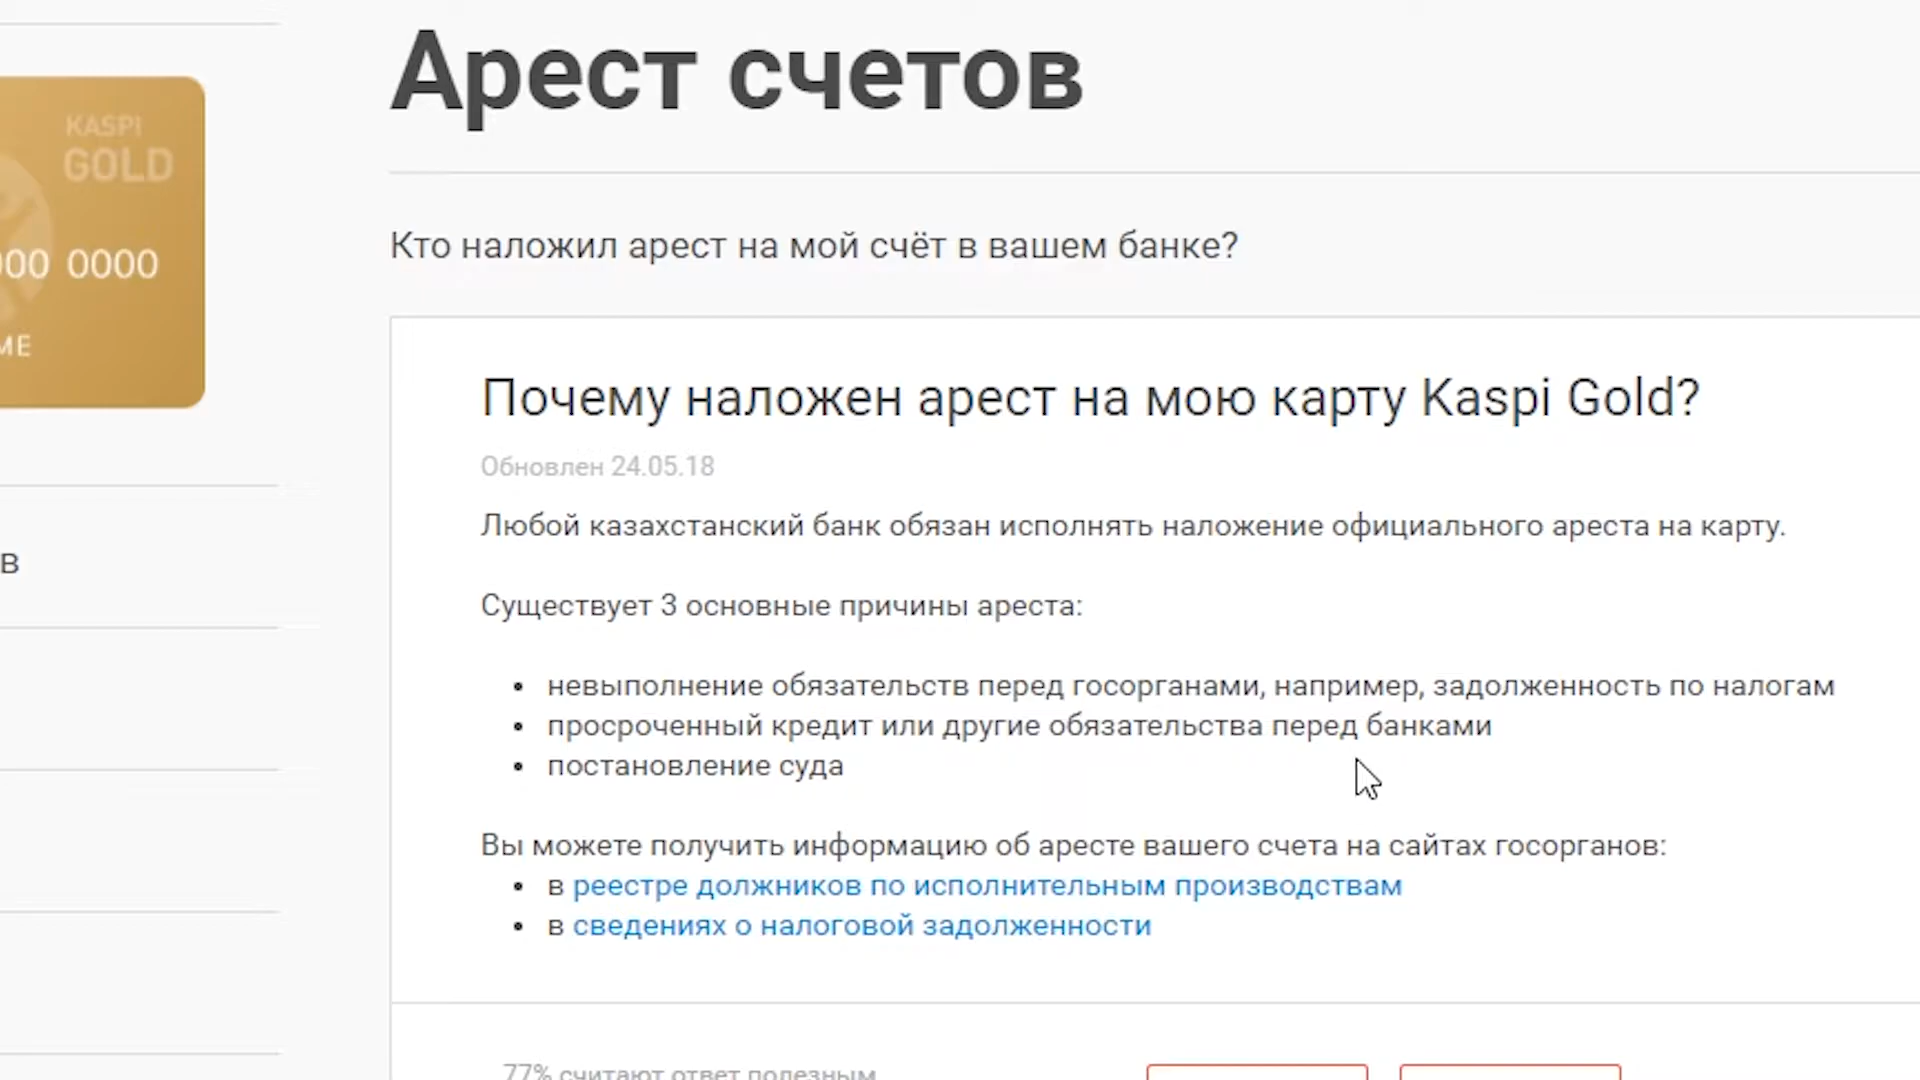 Арест счетов
KASPI
GOLD
000 0000
ME
Кто наложил арест на мой счёт в вашем банке?
Почему наложен арест на мою карту Kaspi Gold?
Обновлен 24.05.18
Любой казахстанский банк обязан исполнять наложение официального ареста на карту.
Существует 3 основные причины ареста:
• невыполнение обязательств перед госорганами, например, задолженность по налогам
• просроченный кредит или другие обязательства перед банками
• постановление суда
в
Вы можете получить информацию об аресте вашего счета на сайтах госорганов:
• в реестре должников по исполнительным производствам
• в сведениях о налоговой задолженности
77% считают ответ полезным